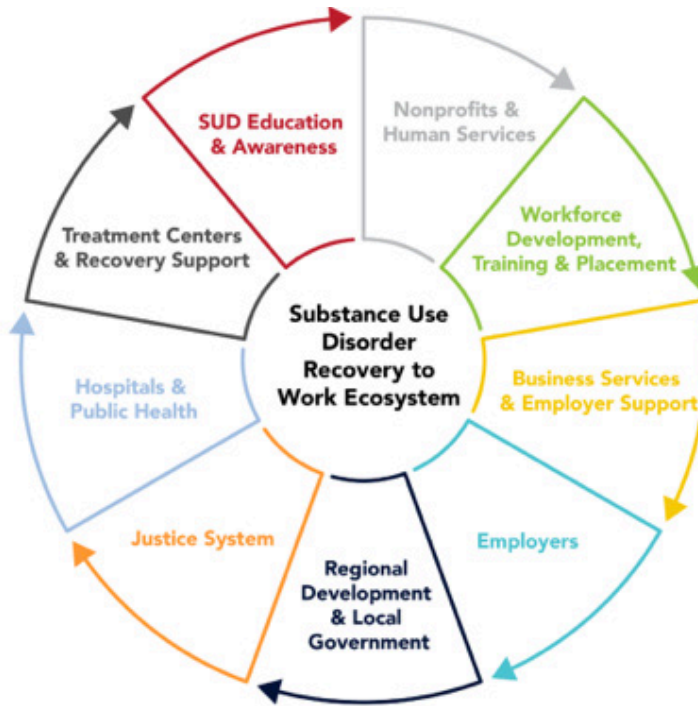 SUD Education
& Awareness
Nonprofits &
Human Services
Workforce
Development,
Training & Placement
Business Services
& Employer Support
Employers
Regional
Development
& Local
Government
Justice System
Hospitals &
Public Health
Treatment Centers
& Recovery Support
Substance Use
Disorder
Recovery to
Work Ecosystem